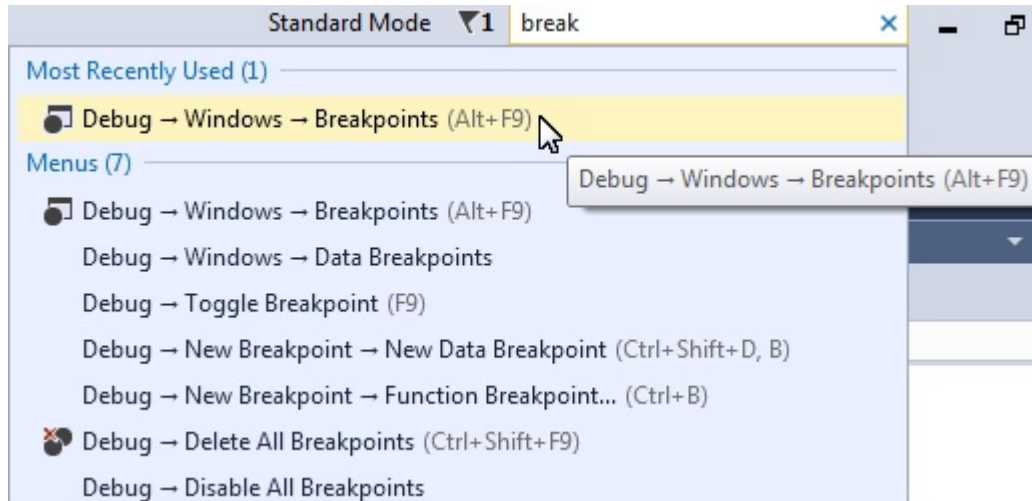 Standard Mode 1 break
Most Recently Used (1)
Debug → Windows → Breakpoints (Alt+F9)
Debug → Windows → Breakpoints (Alt+F9)
Menus (7)
Debug → Windows → Breakpoints (Alt+F9)
Debug → Windows → Data Breakpoints
Debug → Toggle Breakpoint (F9)
Debug → New Breakpoint → New Data Breakpoint (Ctrl+Shift+D, B)
Debug → New Breakpoint → Function Breakpoint... (Ctrl+B)
Debug → Delete All Breakpoints (Ctrl+Shift+F9)
Debug → Disable All Breakpoints